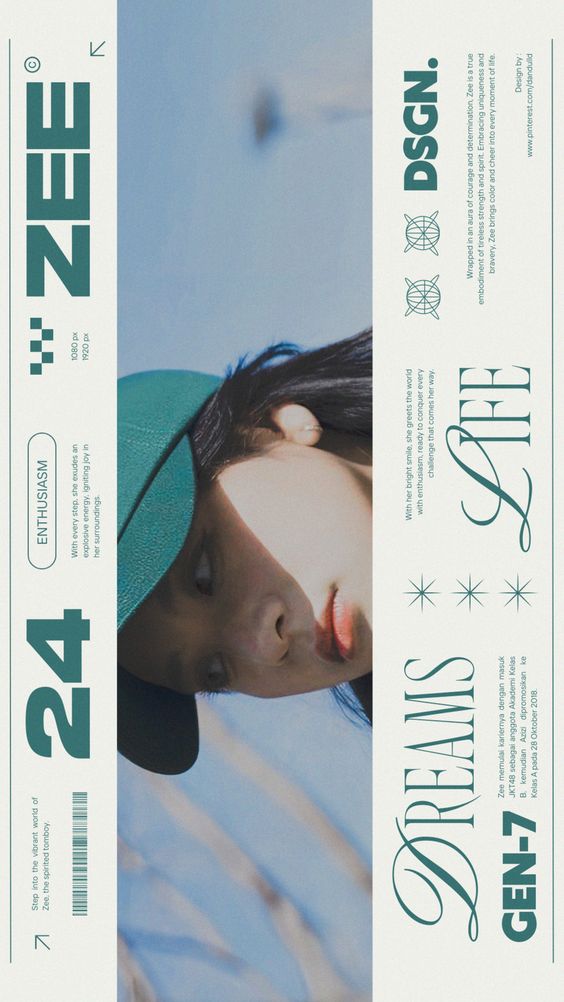 Step into the vibrant world of
Zee, the spirited tomboy.
24
ENTHUSIASM
With every step, she exudes an
explosive energy, igniting joy in
her surroundings.
1080 px
1920 px
ZEE
©
DREAMS
GEN-7
Zee memulai kariernya dengan masuk
JKT48 sebagai anggota Akademi Kelas
B, kemudian Azizi dipromosikan ke
Kelas A pada 28 Oktober 2018.
With her bright smile, she greets the world
with enthusiasm, ready to conquer every
challenge that comes her way.
LIFE
DSGN.
Wrapped in an aura of courage and determination, Zee is a true
embodiment of tireless strength and spirit. Embracing uniqueness and
bravery, Zee brings color and cheer into every moment of life.
Design by :
www.pinterest.com/dandulld